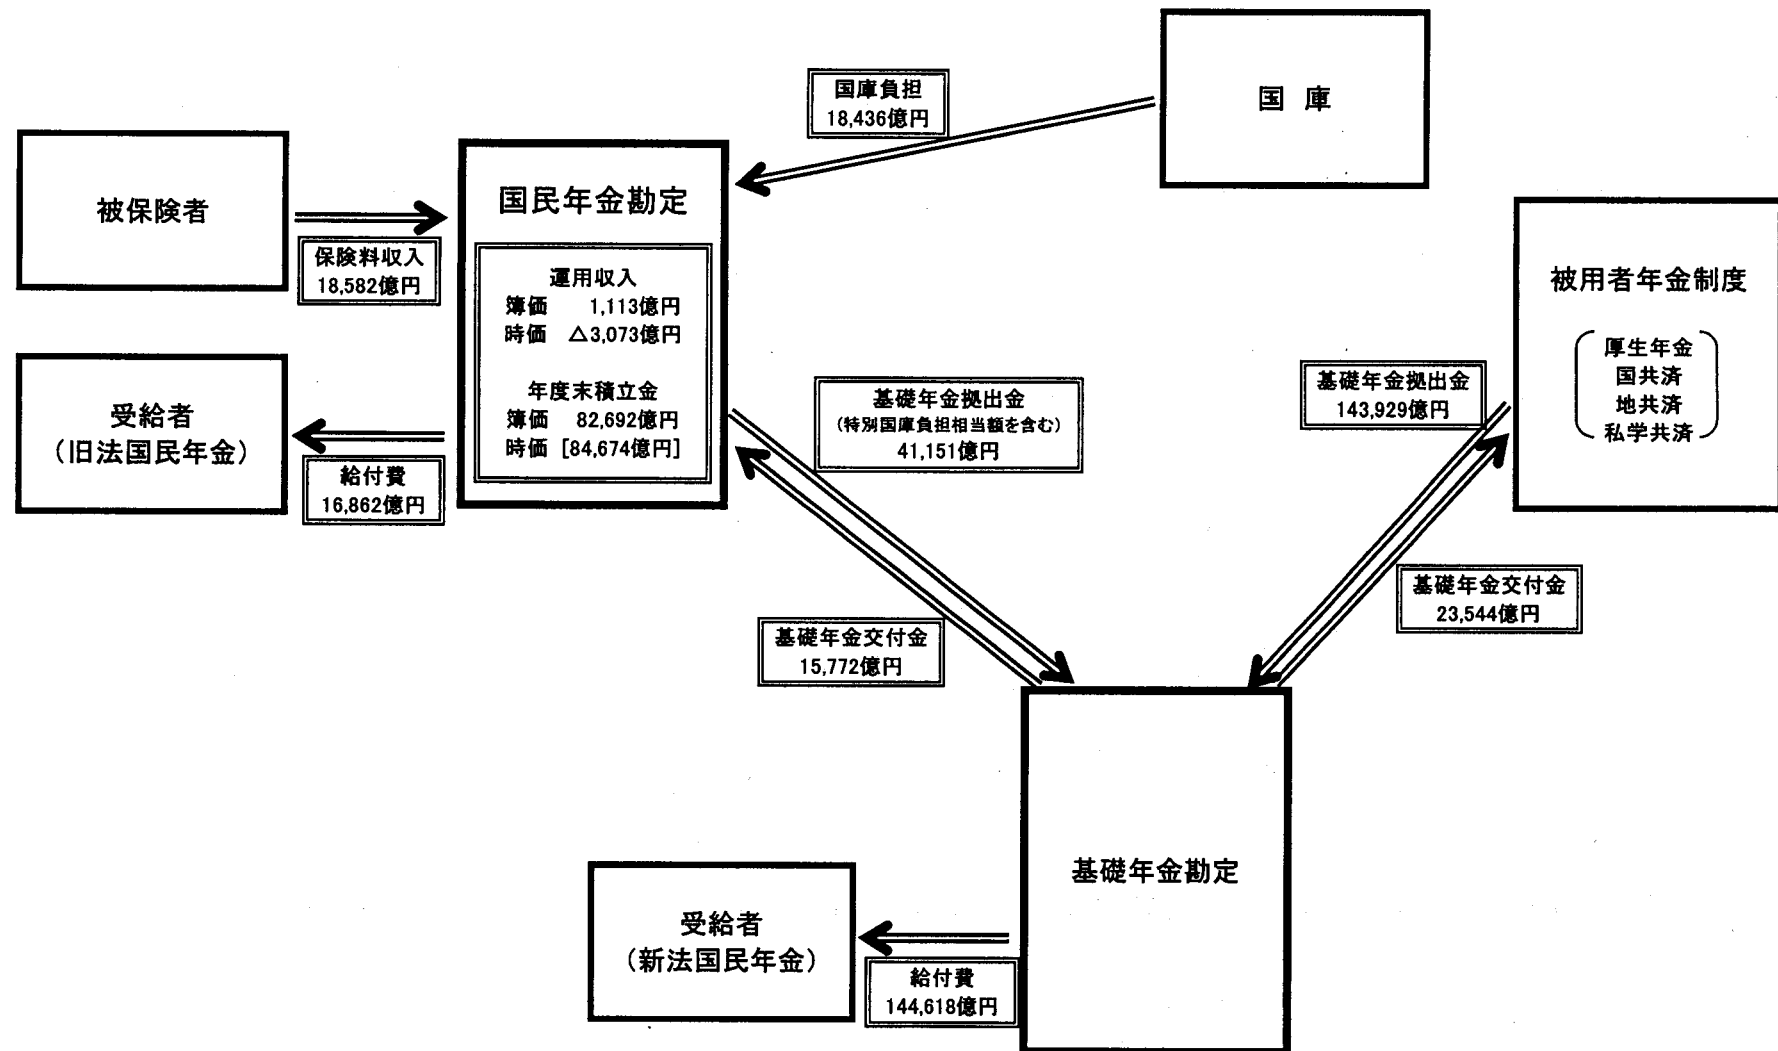 国庫
国庫負担
18,436億円
被保険者
保険料収入
18,582億円
国民年金勘定
運用収入
簿価 1,113億円
時価 △3,073億円
年度末積立金
簿価 82,692億円
時価 [84,674億円]
受給者
(旧法国民年金)
給付費
16,862億円
基礎年金拠出金
(特別国庫負担相当額を含む)
41,151億円
基礎年金交付金
15,772億円
被用者年金制度
厚生年金
国共済
地共済
私学共済
基礎年金拠出金
143,929億円
基礎年金交付金
23,544億円
基礎年金勘定
受給者
(新法国民年金)
給付費
144,618億円